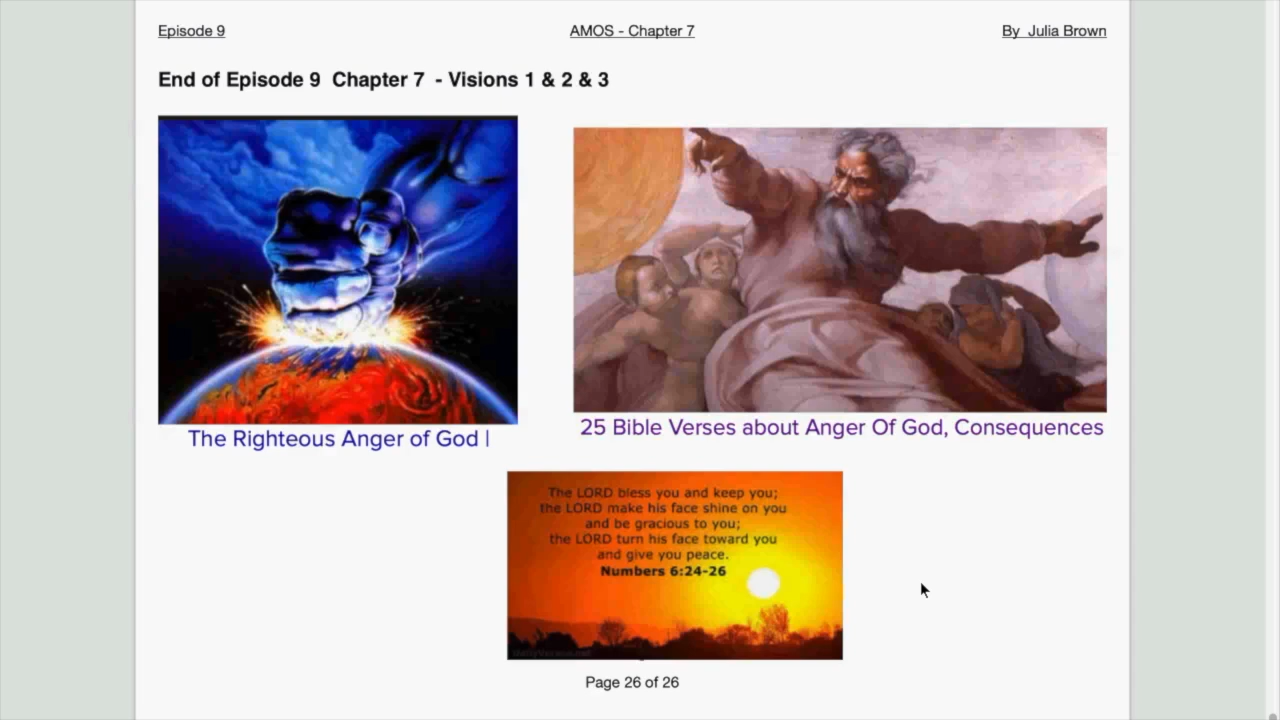 Episode 9
AMOS - Chapter 7
By Julia Brown
End of Episode 9 Chapter 7 - Visions 1 & 2 & 3
The Righteous Anger of God |
25 Bible Verses about Anger Of God, Consequences
The LORD bless you and keep you;
the LORD make his face shine on you
and be gracious to you;
the LORD turn his face toward you
and give you peace.
Numbers 6:24-26
Page 26 of 26